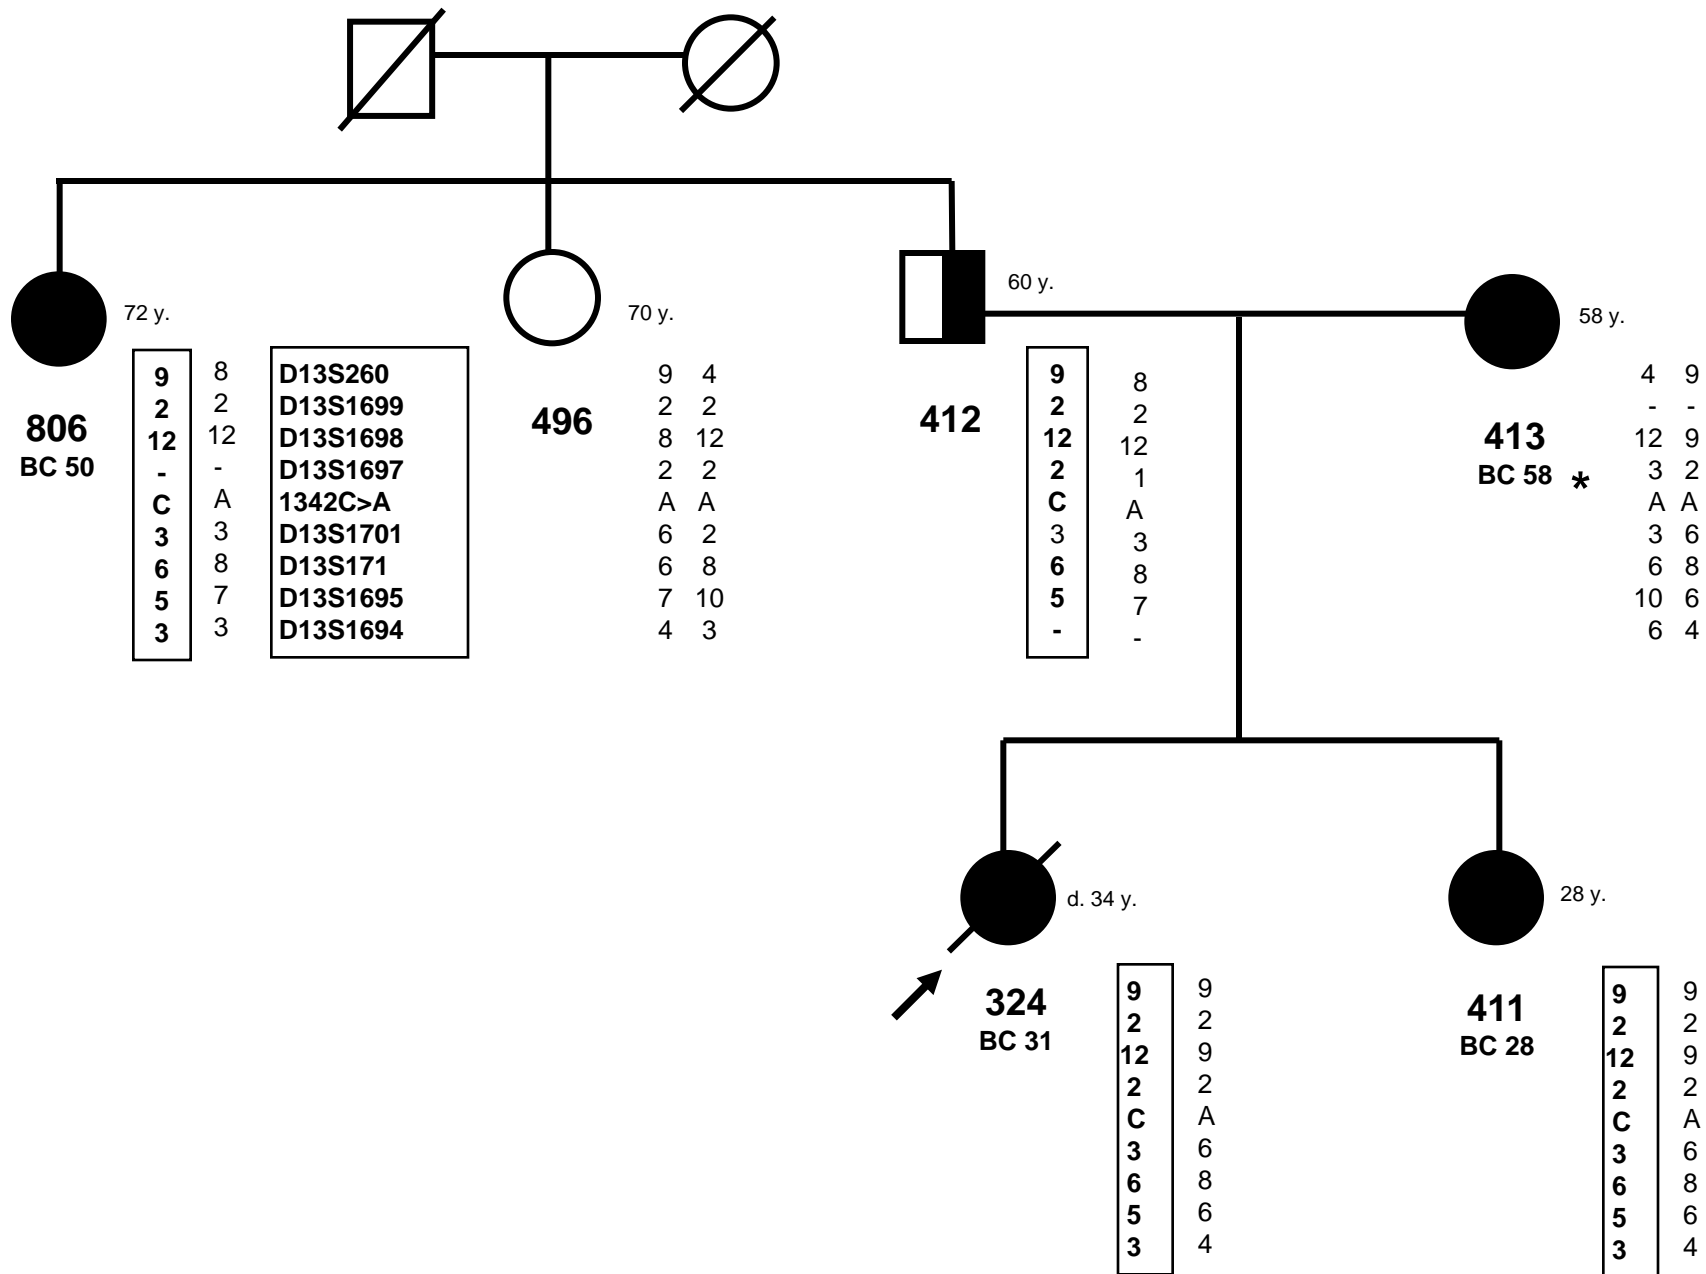 72 y.
70 y.
60 y.
58 y.
806
BC 50
9 8 D13S260
2 2 D13S1699
12 12 D13S1698
- - D13S1697
C A 1342C>A
3 3 D13S1701
6 8 D13S171
5 7 D13S1695
3 3 D13S1694
496
9 4
2 2
8 12
2 2
A A
6 2
6 8
7 10
4 3
412
9 8
2 2
12 12
2 1
C A
3 3
6 8
5 7
- -
413
BC 58 *
4 9
- -
12 9
3 2
A A
3 6
6 8
10 6
6 4
d. 34 y.
28 y.
324
BC 31
9 9
2 2
12 9
2 2
C A
3 6
6 8
5 6
3 4
411
BC 28
9 9
2 2
12 9
2 2
C A
3 6
6 8
5 6
3 4